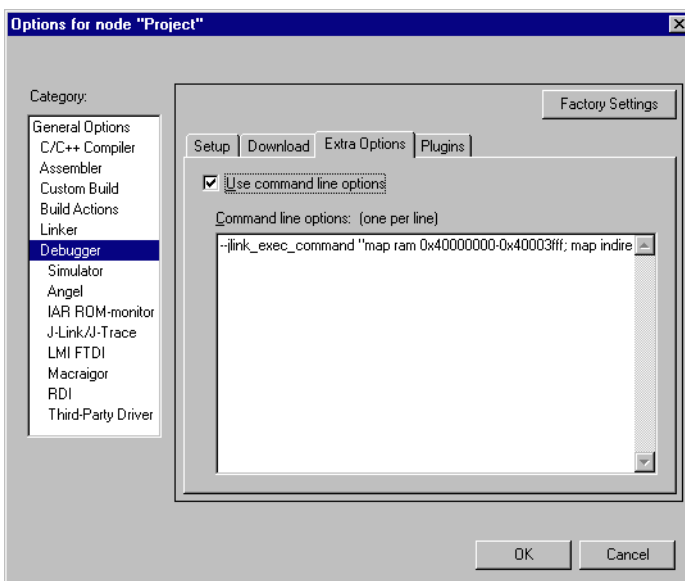 Options for node "Project"
Category:
Factory Settings
General Options
C/C++ Compiler
Assembler
Custom Build
Build Actions
Linker
Debugger
Simulator
Angel
IAR ROM-monitor
J-Link/J-Trace
LMI FTDI
Macraigor
RDI
Third-Party Driver
Setup Download Extra Options Plugins
Use command line options
Command line options: (one per line)
--jlink_exec_command "map ram 0x40000000-0x40003fff; map indire
OK Cancel